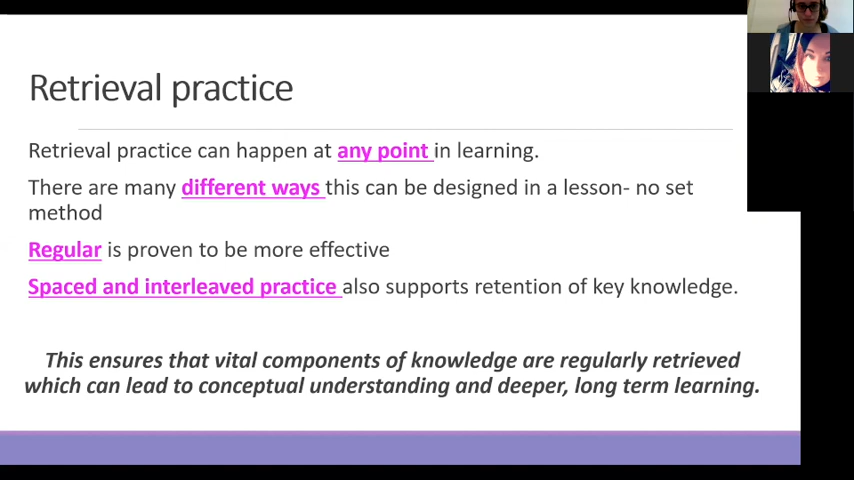 Retrieval practice
Retrieval practice can happen at any point in learning.
There are many different ways this can be designed in a lesson- no set
method
Regular is proven to be more effective
Spaced and interleaved practice also supports retention of key knowledge.
This ensures that vital components of knowledge are regularly retrieved
which can lead to conceptual understanding and deeper, long term learning.